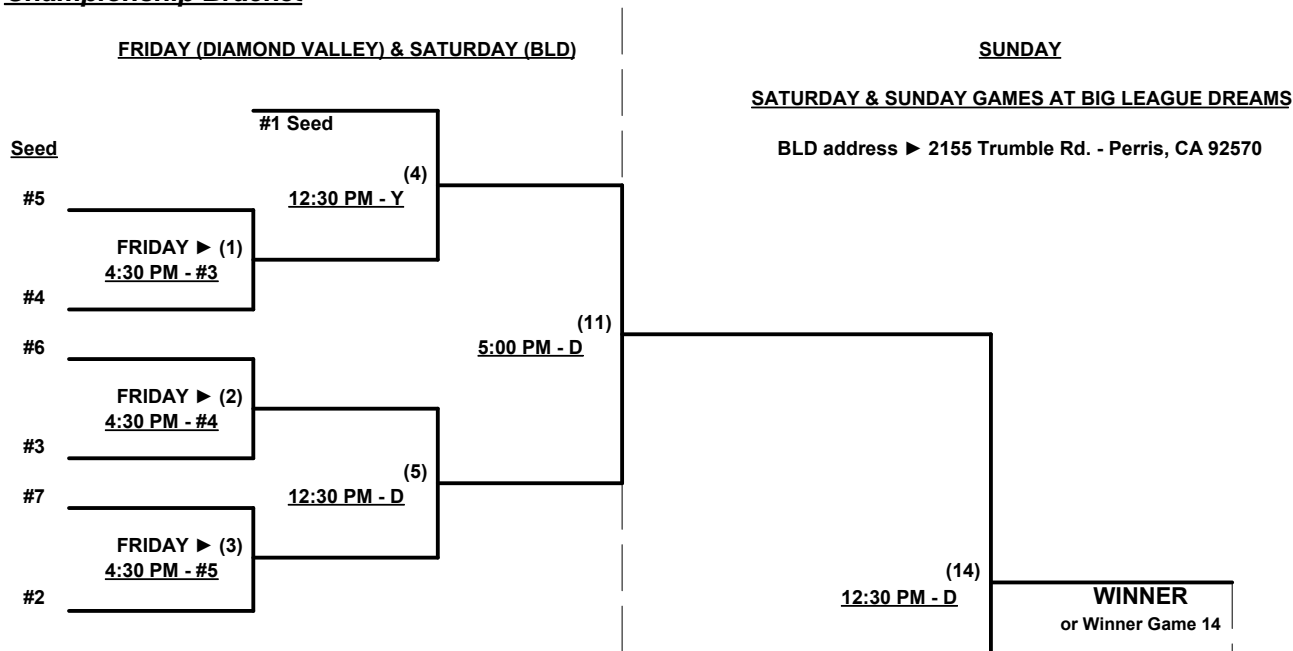 Championship Bracket
FRIDAY (DIAMOND VALLEY) & SATURDAY (BLD)
SUNDAY
SATURDAY & SUNDAY GAMES AT BIG LEAGUE DREAMS
#1 Seed
Seed
BLD address ► 2155 Trumble Rd. - Perris, CA 92570
(4)
12:30 PM - Y
#5
FRIDAY ► (1)
4:30 PM - #3
#4
(11)
5:00 PM - D
#6
FRIDAY ► (2)
4:30 PM - #4
#3
(5)
12:30 PM - D
#7
FRIDAY ► (3)
4:30 PM - #5
#2
(14)
12:30 PM - D
WINNER
or Winner Game 14